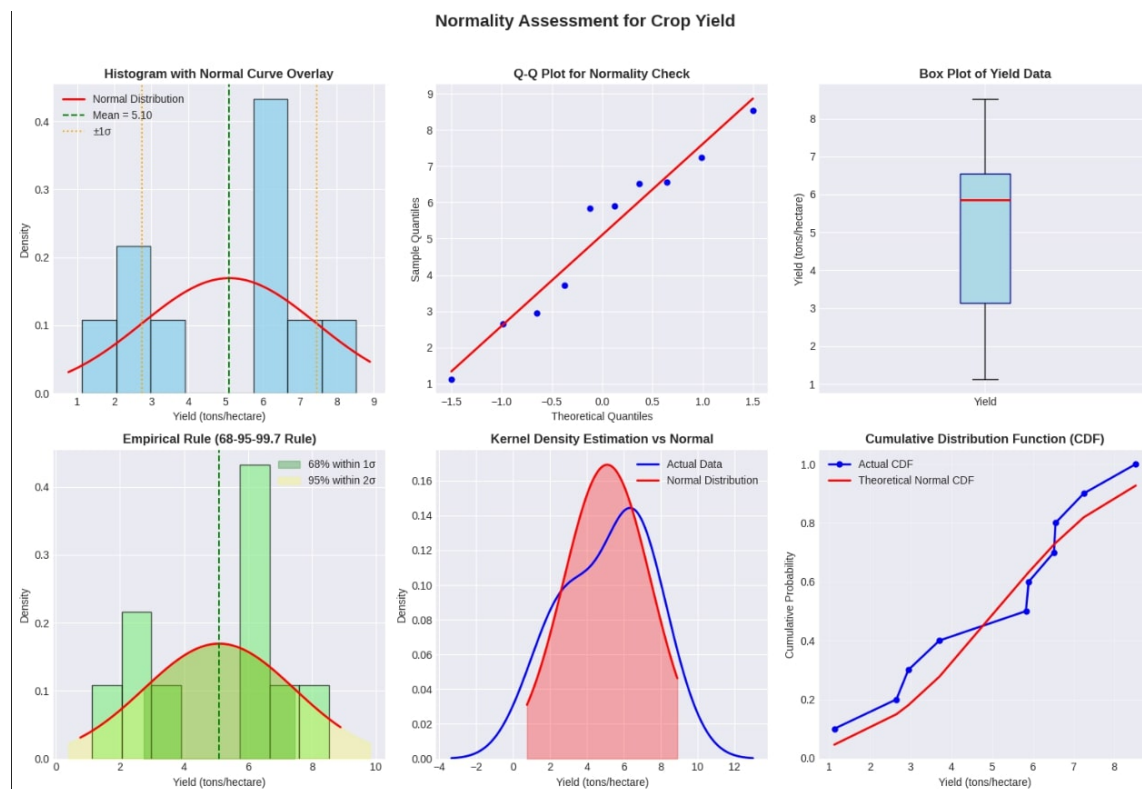 Normality Assessment for Crop Yield
Histogram with Normal Curve Overlay
Normal Distribution
Mean = 5.10
±1σ
0.4
0.3
0.2
0.1
0.0
Density
1 2 3 4 5 6 7 8 9
Yield (tons/hectare)
Q-Q Plot for Normality Check
9
8
7
6
5
4
3
2
1
Sample Quantiles
−1.5 −1.0 −0.5 0.0 0.5 1.0 1.5
Theoretical Quantiles
Box Plot of Yield Data
8
7
6
5
4
3
2
1
Yield (tons/hectare)
Yield
Empirical Rule (68-95-99.7 Rule)
68% within 1σ
95% within 2σ
0.4
0.3
0.2
0.1
0.0
Density
0 2 4 6 8 10
Yield (tons/hectare)
Kernel Density Estimation vs Normal
Actual Data
Normal Distribution
0.16
0.14
0.12
0.10
0.08
0.06
0.04
0.02
0.00
Density
−4 −2 0 2 4 6 8 10 12
Yield (tons/hectare)
Cumulative Distribution Function (CDF)
Actual CDF
Theoretical Normal CDF
1.0
0.8
0.6
0.4
0.2
0.0
Cumulative Probability
1 2 3 4 5 6 7 8
Yield (tons/hectare)